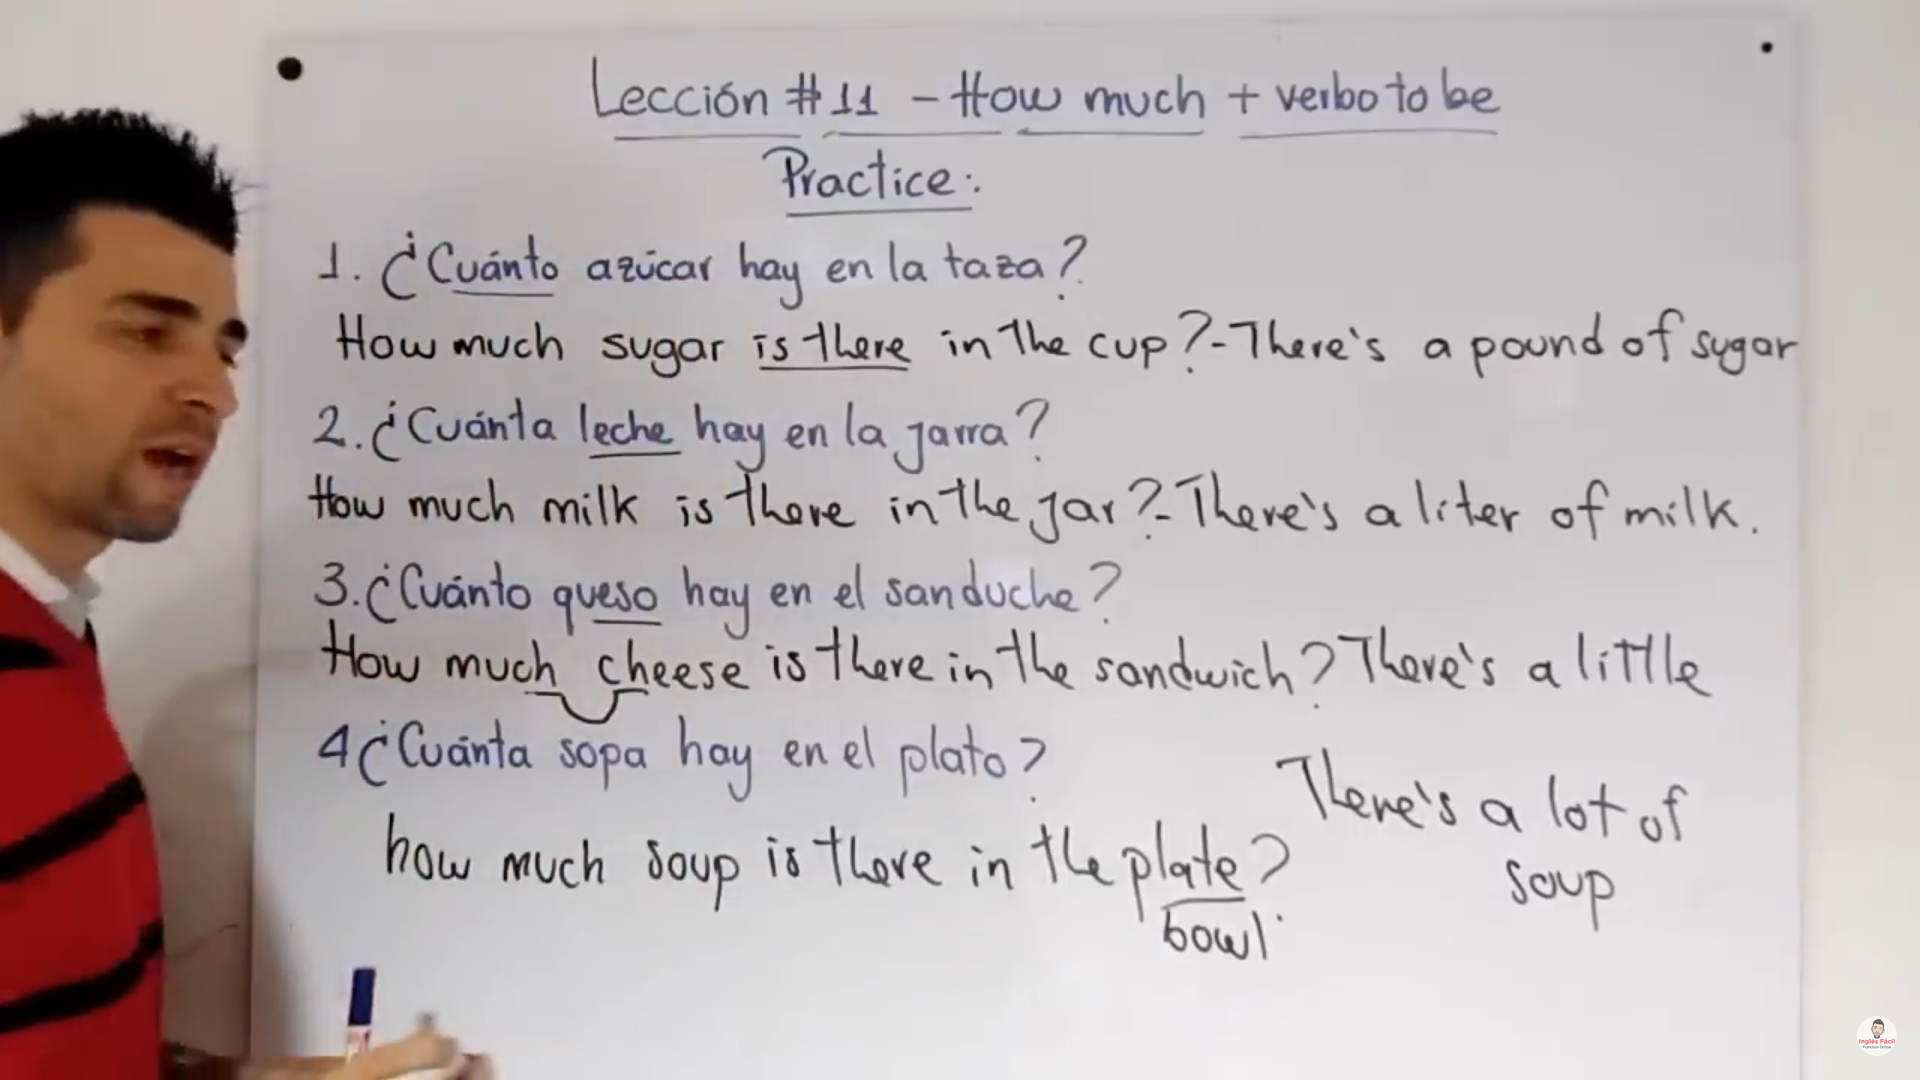 Lección #11 - How much + verbo to be
Practice:
1. ¿Cuánto azúcar hay en la taza?
How much sugar is there in the cup? - There's a pound of sugar
2. ¿Cuánta leche hay en la jarra?
How much milk is there in the jar? - There's a liter of milk.
3. ¿Cuánto queso hay en el sanduche?
How much cheese is there in the sandwich? There's a little
4 ¿Cuánta sopa hay en el plato?
There's a lot of
soup
how much soup is there in the plate?
bowl
Inglés Fácil